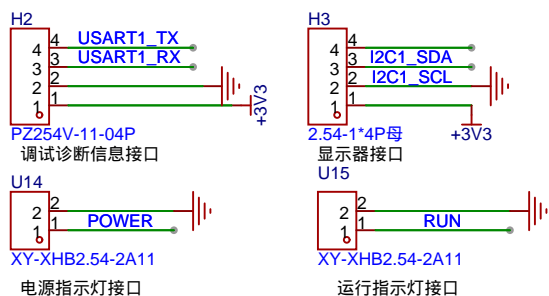 H2
4 4 USART1_TX
3 3 USART1_RX
2 2
1 1 +3V3
PZ254V-11-04P
调试诊断信息接口
H3
4 4
3 3 I2C1_SDA
2 2 I2C1_SCL
1 1
+3V3
2.54-1*4P母
显示器接口
U14
2 2
1 1 POWER
XY-XHB2.54-2A11
电源指示灯接口
U15
2 2
1 1 RUN
XY-XHB2.54-2A11
运行指示灯接口